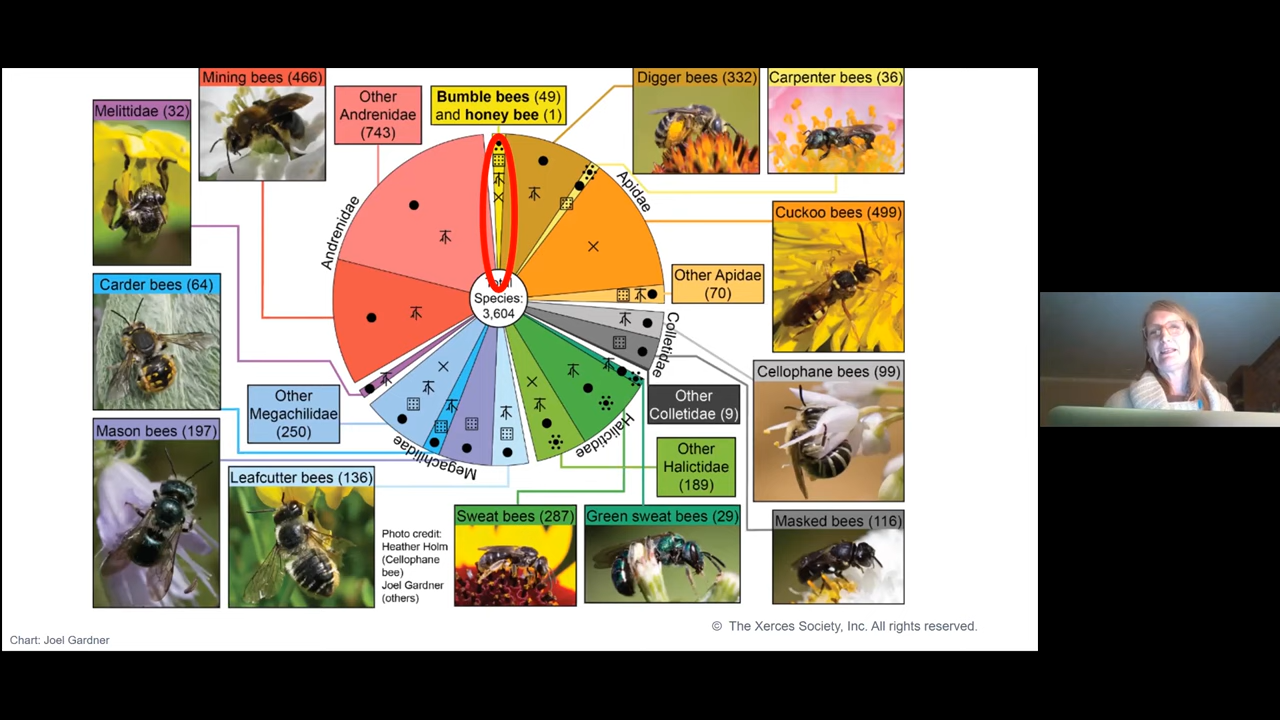 Mining bees (466)
Melittidae (32)
Other
Andrenidae
(743)
Bumble bees (49)
and honey bee (1)
Digger bees (332)
Carpenter bees (36)
Andrenidae
Apidae
Cuckoo bees (499)
Carder bees (64)
Other Apidae
(70)
Total
Species:
3,604
Colletidae
Cellophane bees (99)
Other
Megachilidae
(250)
Other
Colletidae (9)
Mason bees (197)
Megachilidae
Halictidae
Other
Halictidae
(189)
Leafcutter bees (136)
Sweat bees (287)
Green sweat bees (29)
Masked bees (116)
Photo credit:
Heather Holm
(Cellophane
bee)
Joel Gardner
(others)
© The Xerces Society, Inc. All rights reserved.
Chart: Joel Gardner